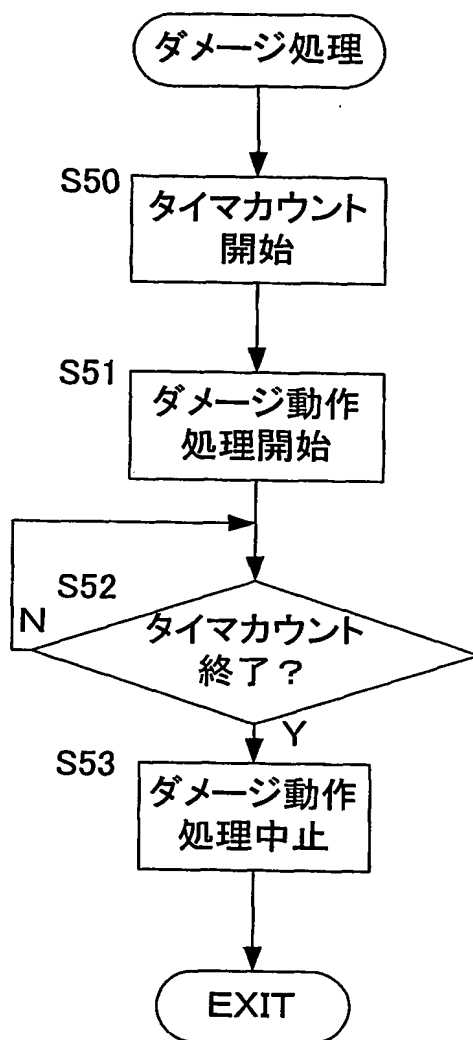 ダメージ処理
S50
タイマカウント
開始
S51
ダメージ動作
処理開始
S52
N
タイマカウント
終了?
Y
S53
ダメージ動作
処理中止
EXIT